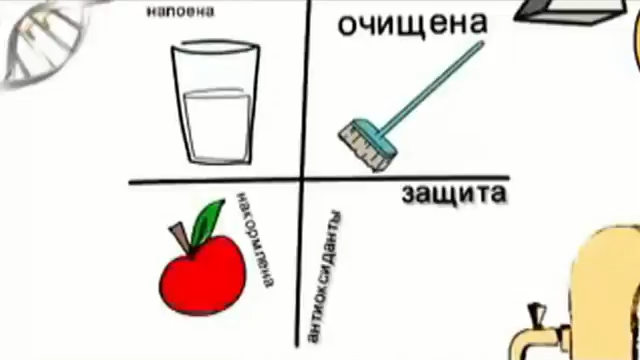 напоена
очищена
накормлена
антиоксиданты
защита